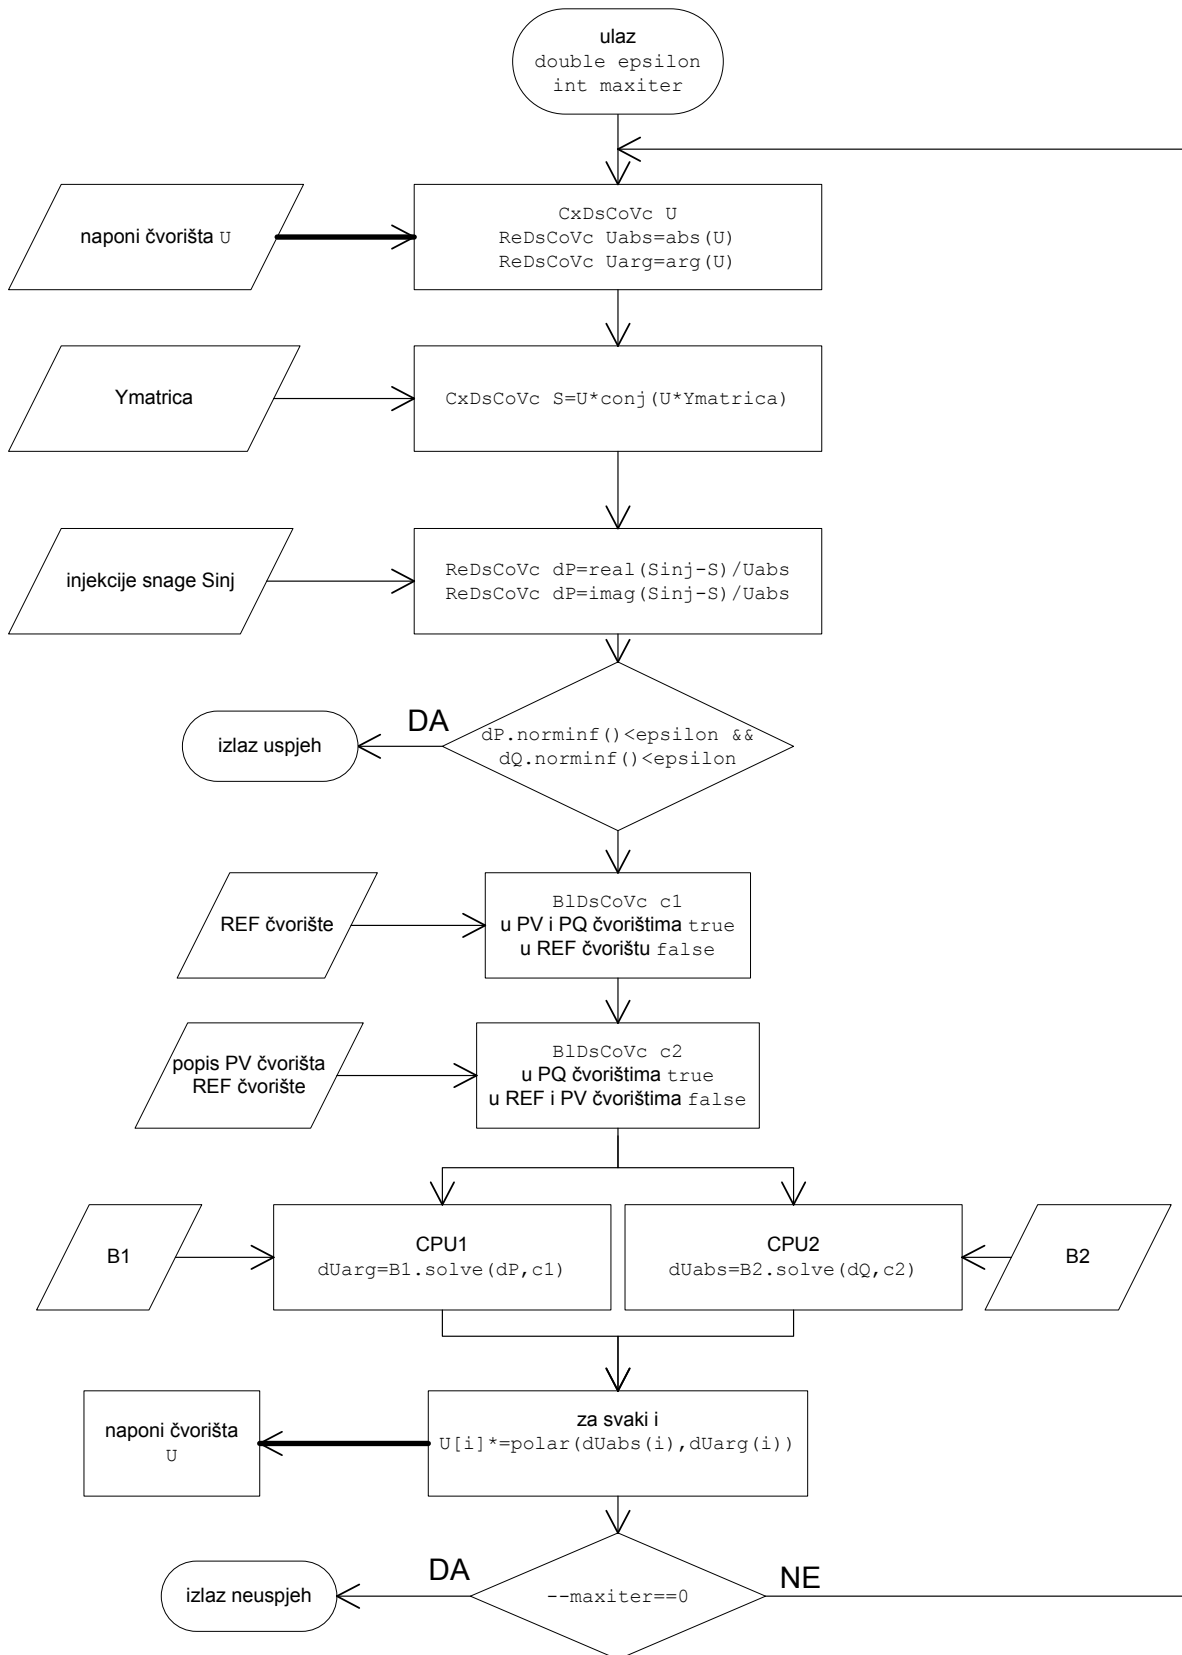 ulaz
double epsilon
int maxiter
naponi čvorišta U
CxDsCoVc U
ReDsCoVc Uabs=abs(U)
ReDsCoVc Uarg=arg(U)
Ymatrica
CxDsCoVc S=U*conj(U*Ymatrica)
injekcije snage Sinj
ReDsCoVc dP=real(Sinj-S)/Uabs
ReDsCoVc dP=imag(Sinj-S)/Uabs
DA
izlaz uspjeh
dP.norminf()<epsilon &&
dQ.norminf()<epsilon
REF čvorište
BlDsCoVc c1
u PV i PQ čvorištima true
u REF čvorištu false
popis PV čvorišta
REF čvorište
BlDsCoVc c2
u PQ čvorištima true
u REF i PV čvorištima false
B1
CPU1
dUarg=B1.solve(dP,c1)
CPU2
dUabs=B2.solve(dQ,c2)
B2
naponi čvorišta
U
za svaki i
U[i]*=polar(dUabs(i),dUarg(i))
DA
izlaz neuspjeh
--maxiter==0
NE